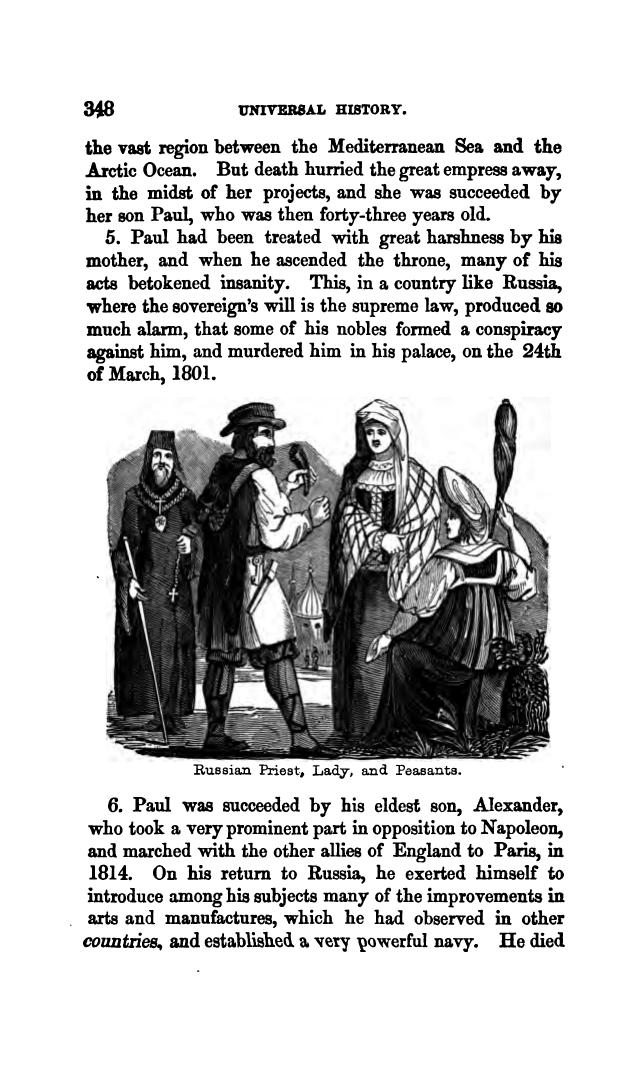 348 UNIVERSAL HISTORY.
the vast region between the Mediterranean Sea and the
Arctic Ocean. But death hurried the great empress away,
in the midst of her projects, and she was succeeded by
her son Paul, who was then forty-three years old.
5. Paul had been treated with great harshness by his
mother, and when he ascended the throne, many of his
acts betokened insanity. This, in a country like Russia,
where the sovereign's will is the supreme law, produced so
much alarm, that some of his nobles formed a conspiracy
against him, and murdered him in his palace, on the 24th
of March, 1801.
Russian Priest, Lady, and Peasants.
6. Paul was succeeded by his eldest son, Alexander,
who took a very prominent part in opposition to Napoleon,
and marched with the other allies of England to Paris, in
1814. On his return to Russia, he exerted himself to
introduce among his subjects many of the improvements in
arts and manufactures, which he had observed in other
countries, and established a very powerful navy. He died